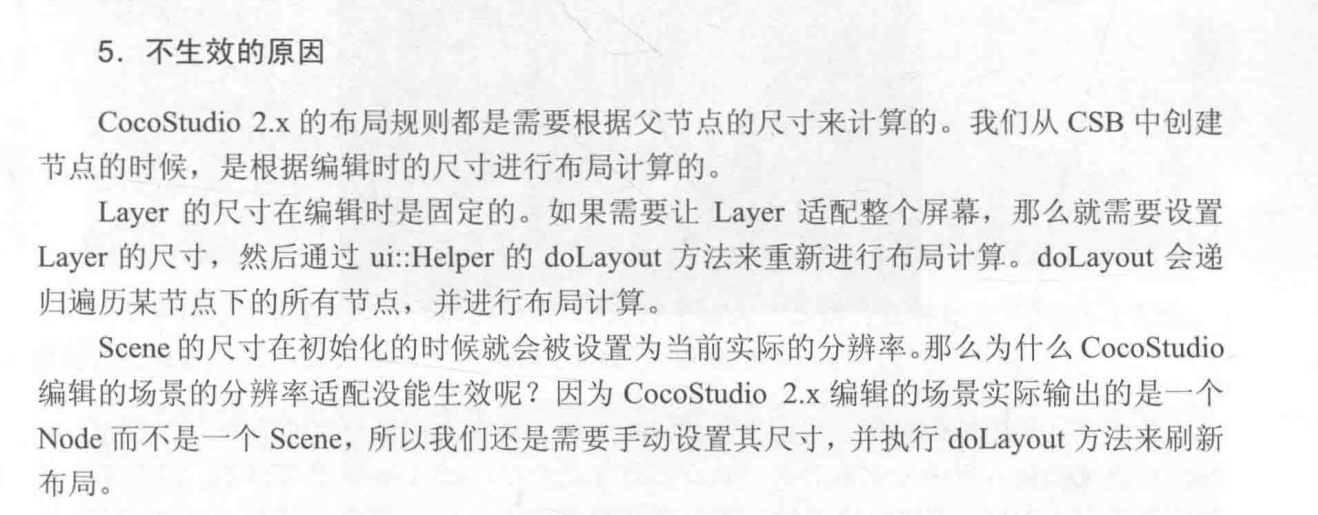 5. 不生效的原因
CocoStudio 2.x 的布局规则都是需要根据父节点的尺寸来计算的。我们从 CSB 中创建
节点的时候，是根据编辑时的尺寸进行布局计算的。
Layer 的尺寸在编辑时是固定的。如果需要让 Layer 适配整个屏幕，那么就需要设置
Layer 的尺寸，然后通过 ui::Helper 的 doLayout 方法来重新进行布局计算。doLayout 会递
归遍历某节点下的所有节点，并进行布局计算。
Scene 的尺寸在初始化的时候就会被设置为当前实际的分辨率。那么为什么 CocoStudio
编辑的场景的分辨率适配没能生效呢？因为 CocoStudio 2.x 编辑的场景实际输出的是一个
Node 而不是一个 Scene，所以我们还是需要手动设置其尺寸，并执行 doLayout 方法来刷新
布局。